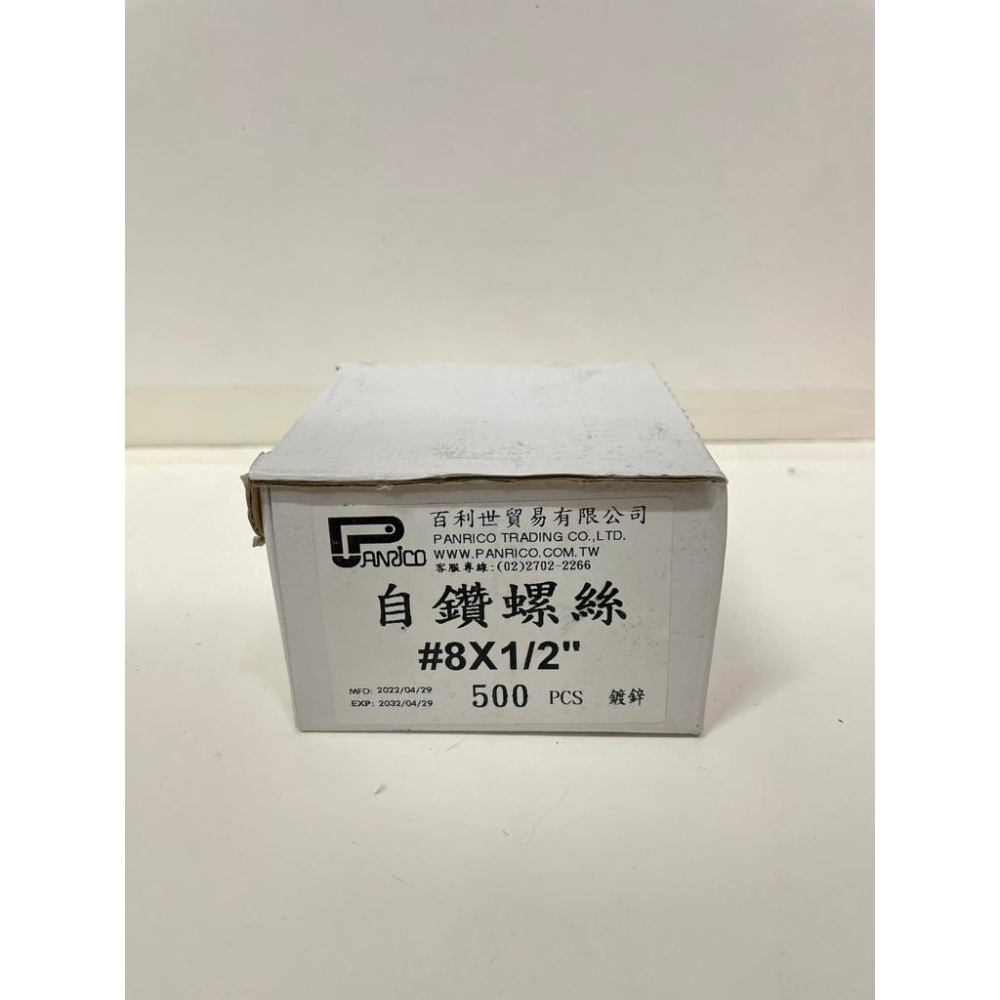 PANRICO
百利世貿易有限公司
PANRICO TRADING CO.,LTD.
WWW.PANRICO.COM.TW
客服專線:(02)2702-2266
自鑽螺絲
#8X1/2"
MFD: 2022/04/29
EXP: 2032/04/29
500 PCS 鍍鋅